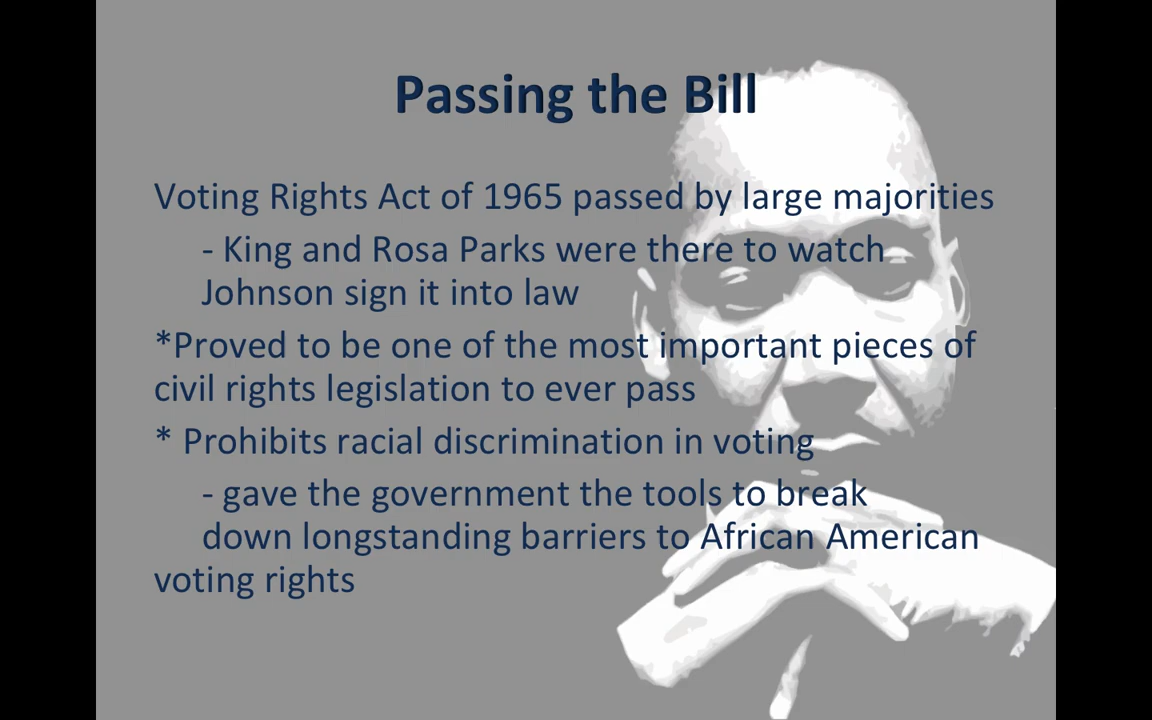 Passing the Bill
Voting Rights Act of 1965 passed by large majorities
- King and Rosa Parks were there to watch
Johnson sign it into law
*Proved to be one of the most important pieces of
civil rights legislation to ever pass
* Prohibits racial discrimination in voting
- gave the government the tools to break
down longstanding barriers to African American
voting rights